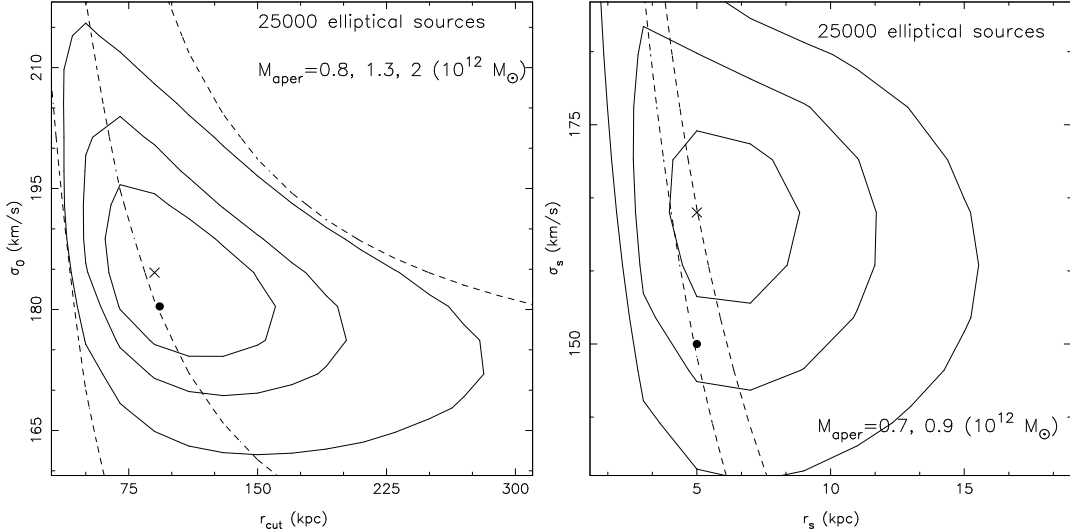 25000 elliptical sources
M_aper=0.8, 1.3, 2 (10^12 M_⊙)
210
195
180
165
σ_0 (km/s)
75 150 225 300
r_cut (kpc)
25000 elliptical sources
175
150
σ_s (km/s)
M_aper=0.7, 0.9 (10^12 M_⊙)
5 10 15
r_s (kpc)